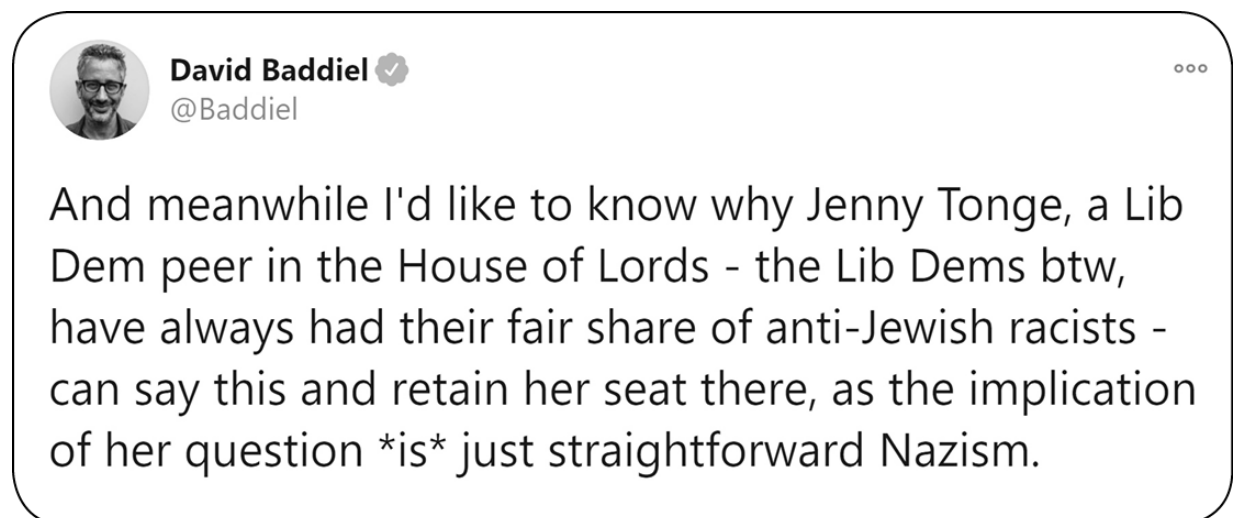 David Baddiel
@Baddiel
And meanwhile I'd like to know why Jenny Tonge, a Lib
Dem peer in the House of Lords - the Lib Dems btw,
have always had their fair share of anti-Jewish racists -
can say this and retain her seat there, as the implication
of her question *is* just straightforward Nazism.